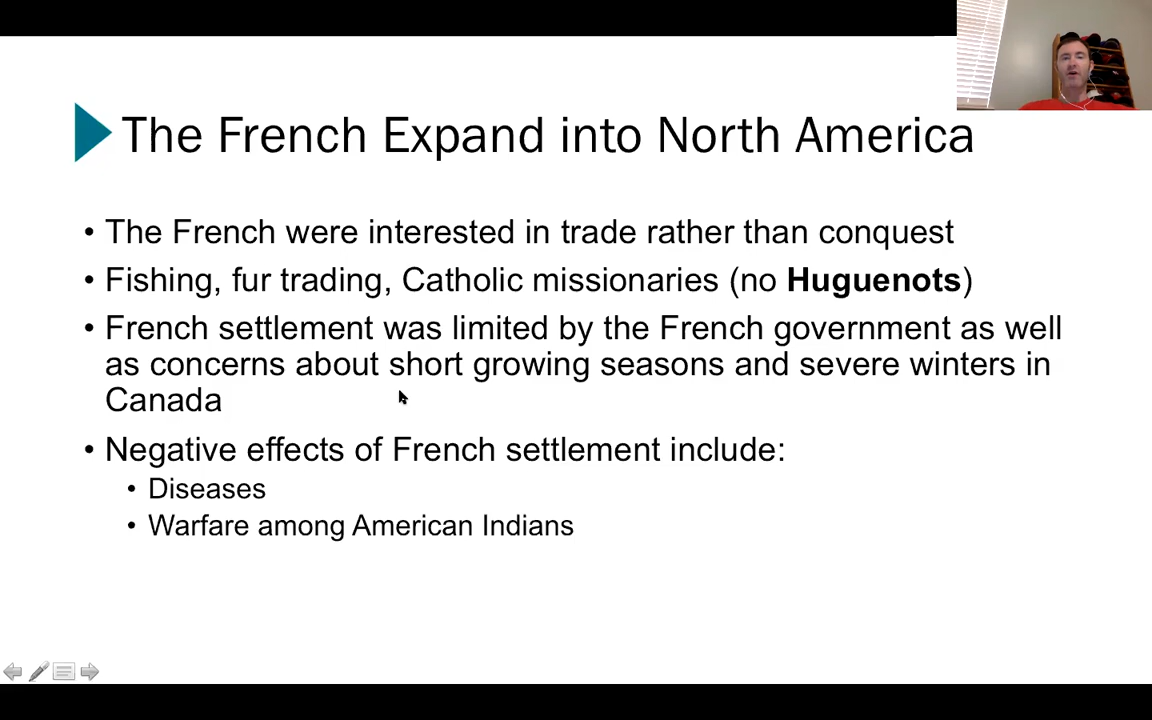 The French Expand into North America
• The French were interested in trade rather than conquest
• Fishing, fur trading, Catholic missionaries (no Huguenots)
• French settlement was limited by the French government as well
as concerns about short growing seasons and severe winters in
Canada
• Negative effects of French settlement include:
• Diseases
• Warfare among American Indians